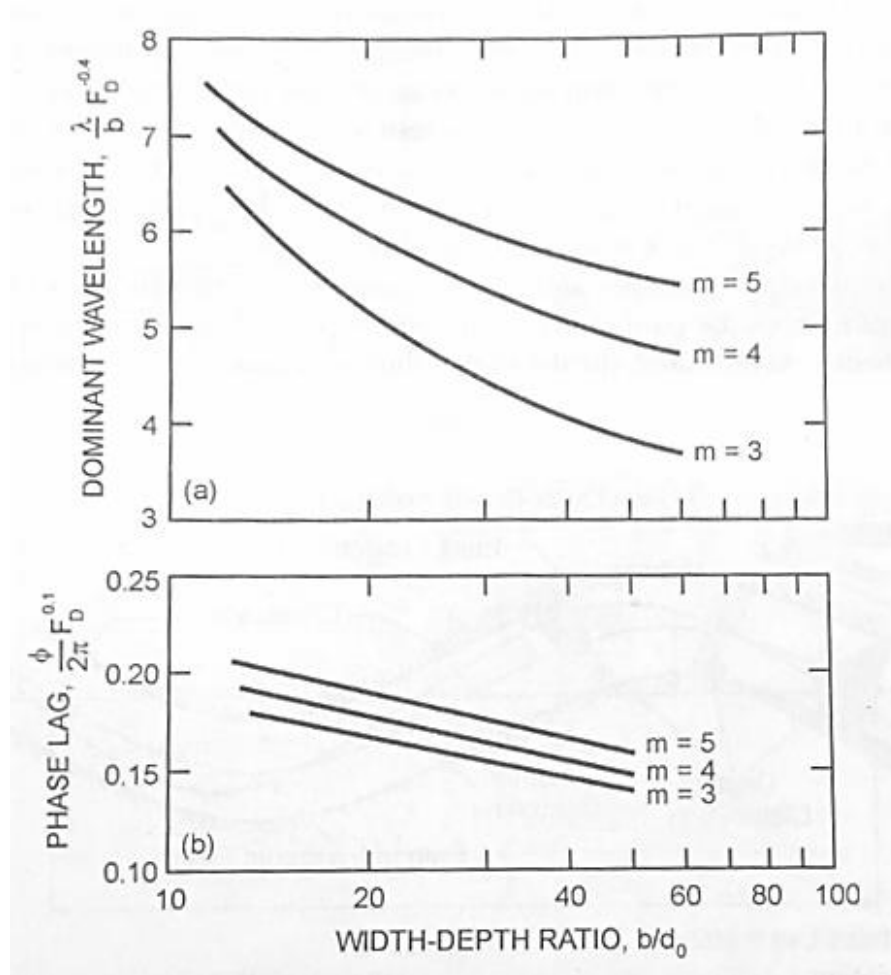 8
7
6
5
4
3
DOMINANT WAVELENGTH, λ/b F_D^-0.4
m = 5
m = 4
m = 3
(a)
0.25
0.20
0.15
0.10
PHASE LAG, ϕ/2π F_D^0.1
m = 5
m = 4
m = 3
(b)
10 20 40 60 80 100
WIDTH-DEPTH RATIO, b/d₀